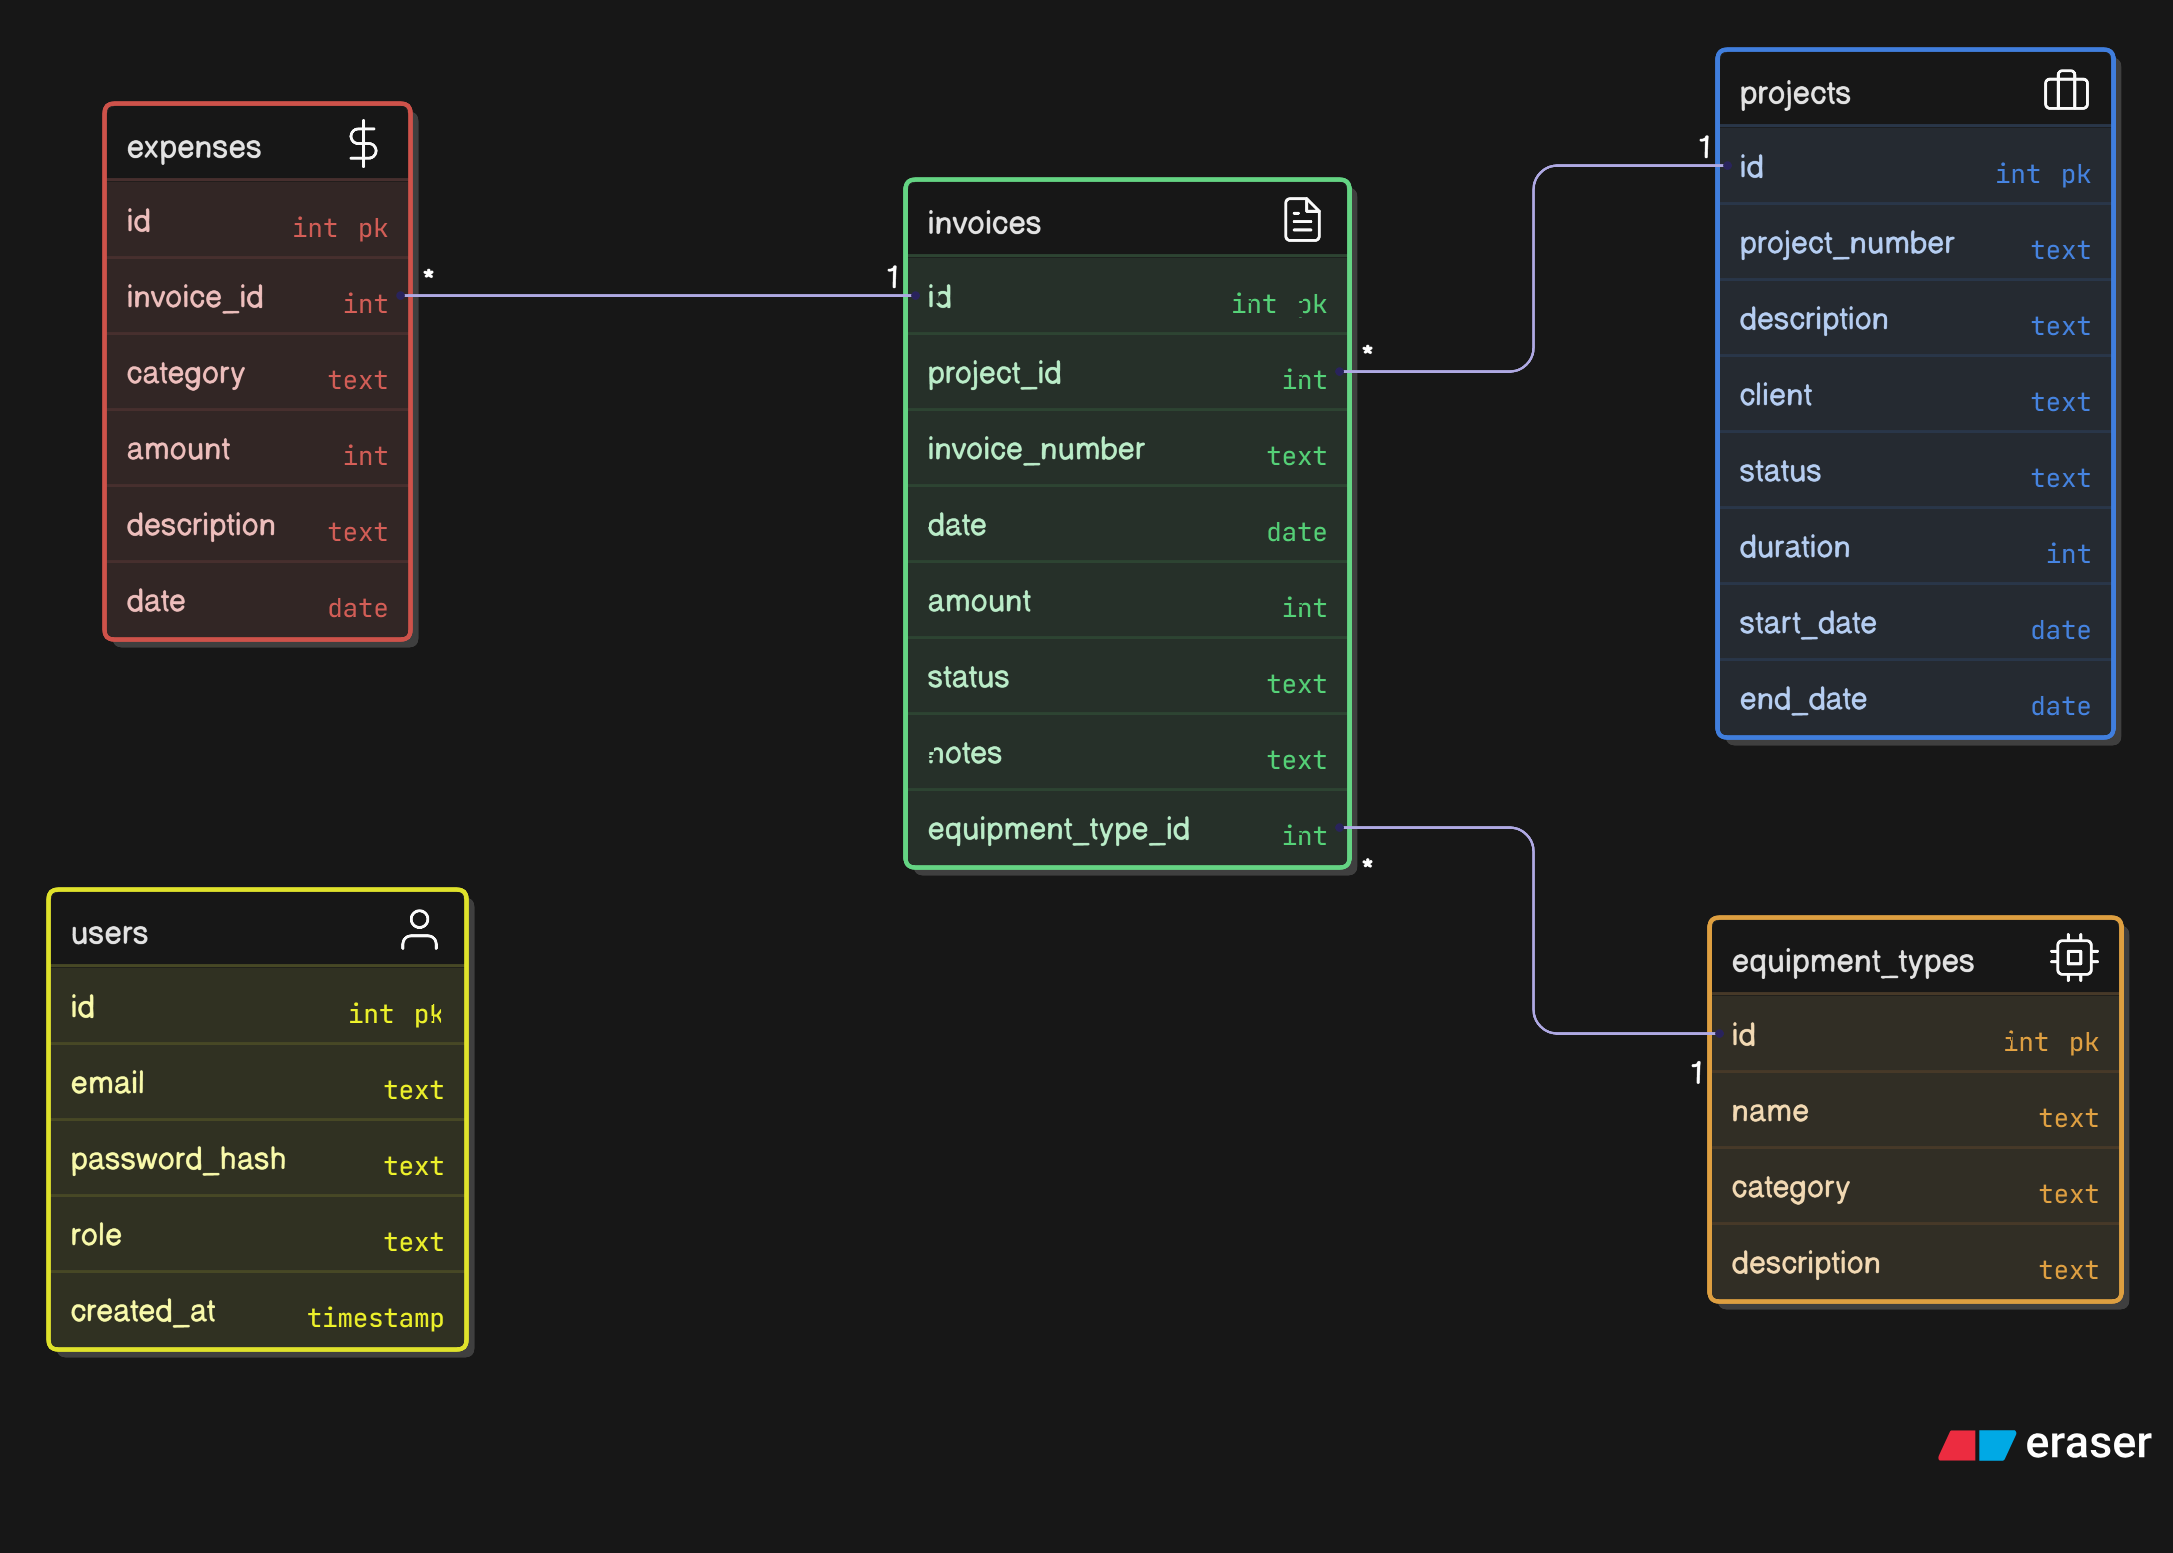 expenses
id int pk
invoice_id int
category text
amount int
description text
date date
* 1
invoices
id int pk
project_id int
invoice_number text
date date
amount int
status text
notes text
equipment_type_id int
* 1
projects
id int pk
project_number text
description text
client text
status text
duration int
start_date date
end_date date
users
id int pk
email text
password_hash text
role text
created_at timestamp
* 1
equipment_types
id int pk
name text
category text
description text
eraser